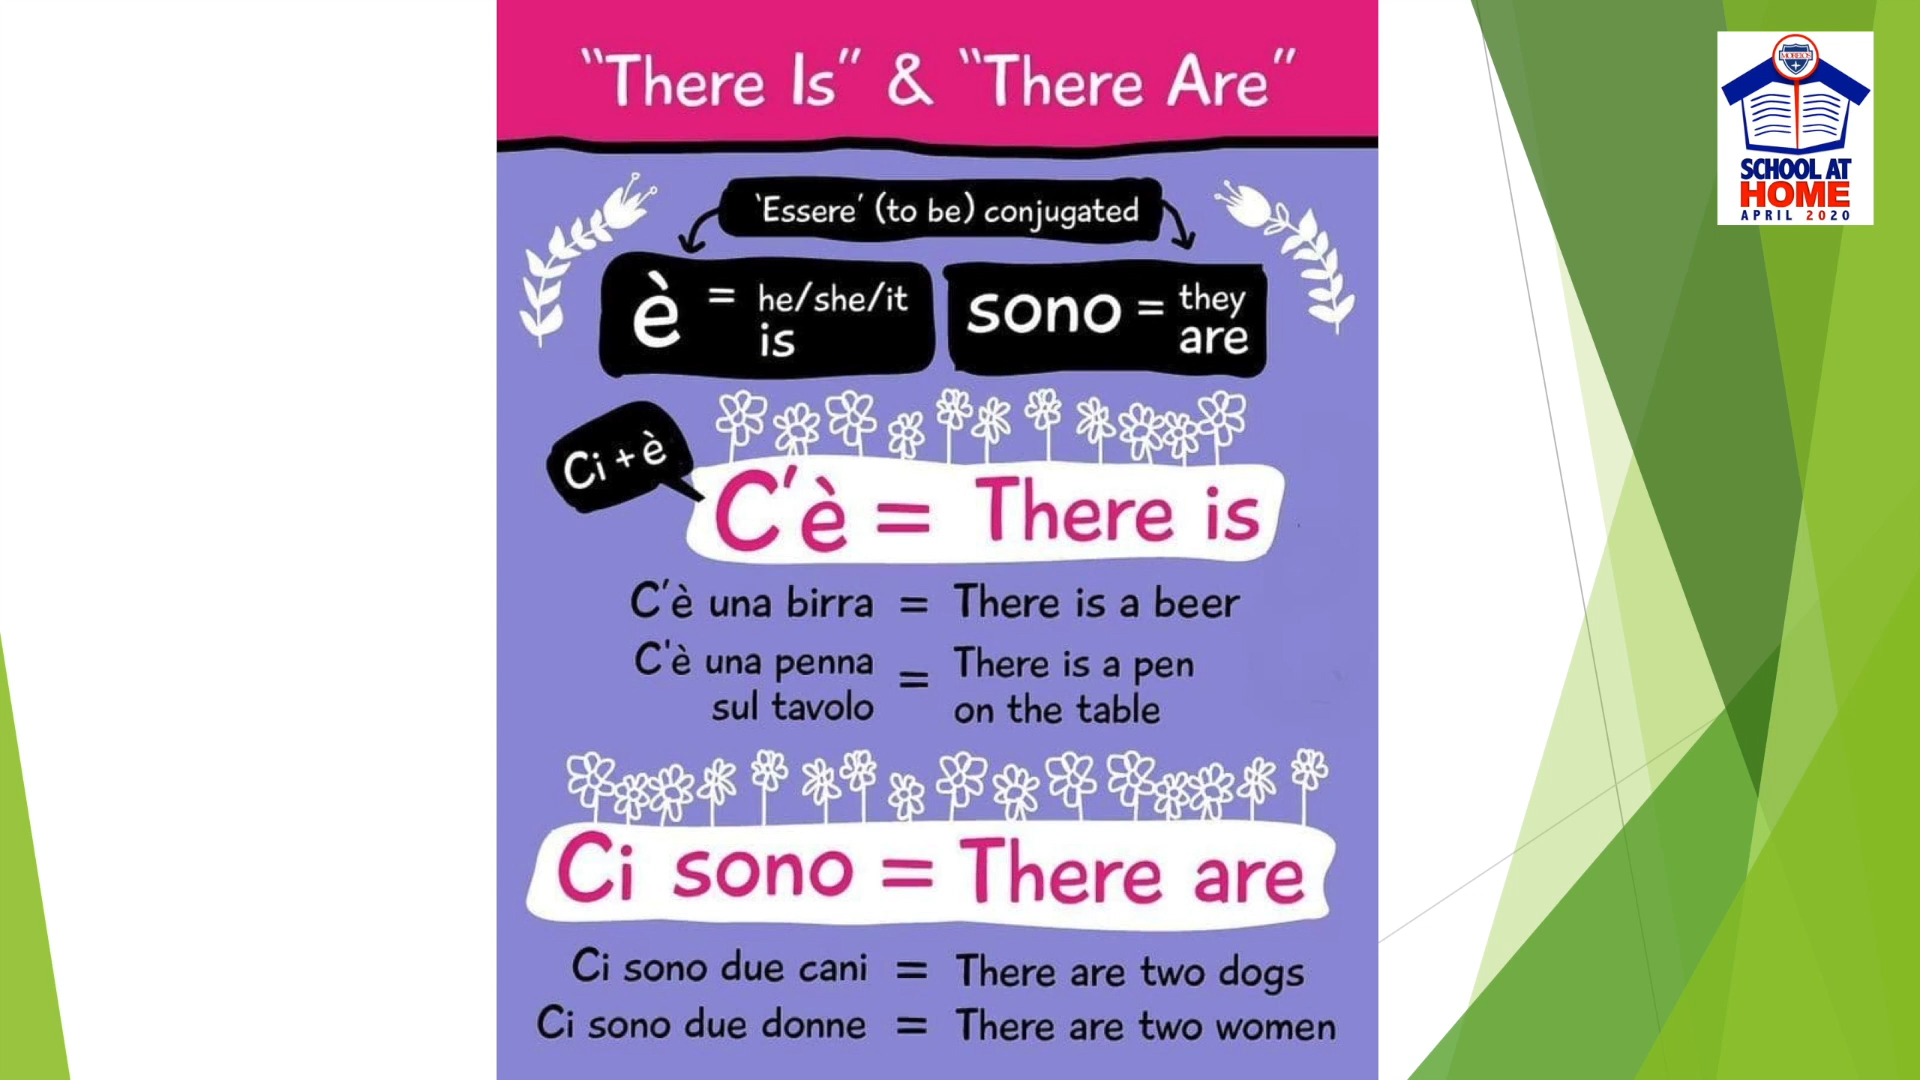 "There Is" & "There Are"
'Essere' (to be) conjugated
è = he/she/it
is
sono = they
are
Ci + è
C'è = There is
C'è una birra = There is a beer
C'è una penna = There is a pen
sul tavolo on the table
Ci sono = There are
Ci sono due cani = There are two dogs
Ci sono due donne = There are two women
MORELOS
SCHOOL AT
HOME
APRIL 2020